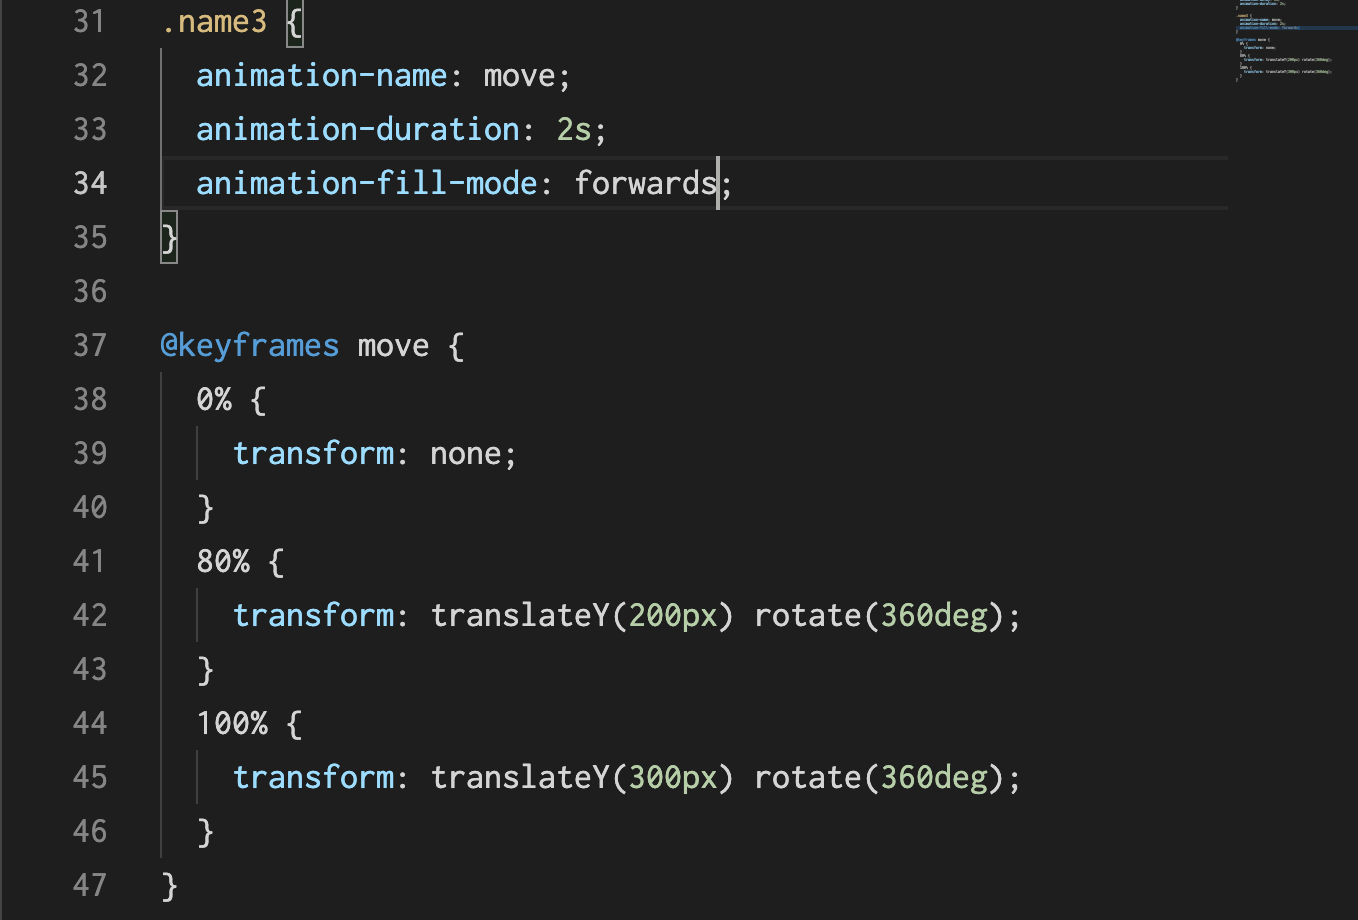 31 .name3 {
32 animation-name: move;
33 animation-duration: 2s;
34 animation-fill-mode: forwards;
35 }
36
37 @keyframes move {
38 0% {
39 transform: none;
40 }
41 80% {
42 transform: translateY(200px) rotate(360deg);
43 }
44 100% {
45 transform: translateY(300px) rotate(360deg);
46 }
47 }